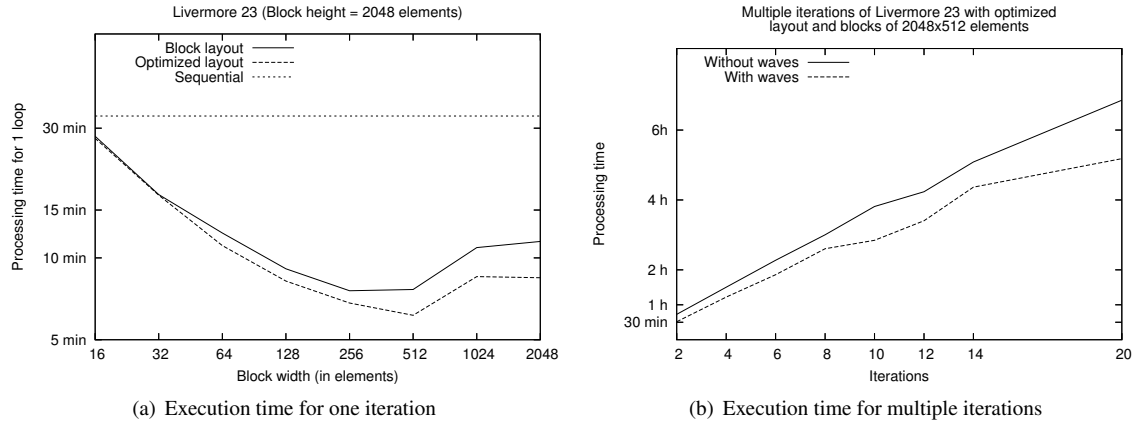 Livermore 23 (Block height = 2048 elements)
Block layout
Optimized layout
Sequential
Processing time for 1 loop
30 min
15 min
10 min
5 min
16 32 64 128 256 512 1024 2048
Block width (in elements)
(a) Execution time for one iteration
Multiple iterations of Livermore 23 with optimized
layout and blocks of 2048x512 elements
Without waves
With waves
Processing time
6h
4 h
2 h
1 h
30 min
2 4 6 8 10 12 14 20
Iterations
(b) Execution time for multiple iterations